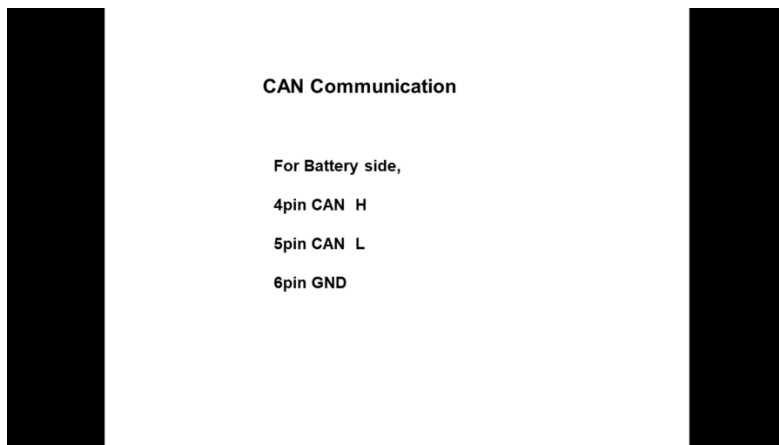 CAN Communication
For Battery side,
4pin CAN H
5pin CAN L
6pin GND